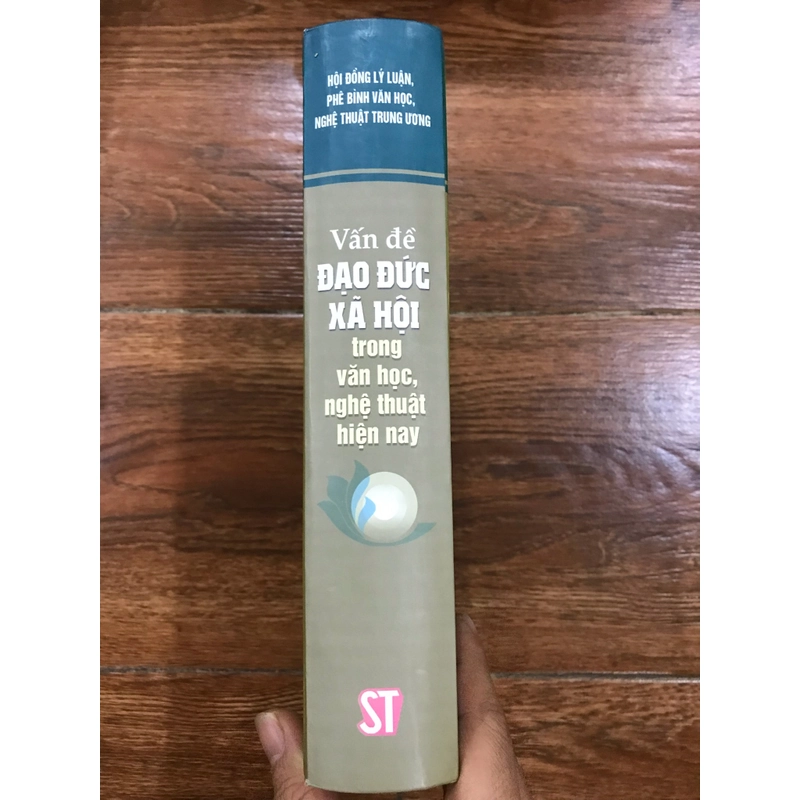 HỘI ĐỒNG LÝ LUẬN,
PHÊ BÌNH VĂN HỌC,
NGHỆ THUẬT TRUNG ƯƠNG
Vấn đề
ĐẠO ĐỨC
XÃ HỘI
trong
văn học,
nghệ thuật
hiện nay
ST